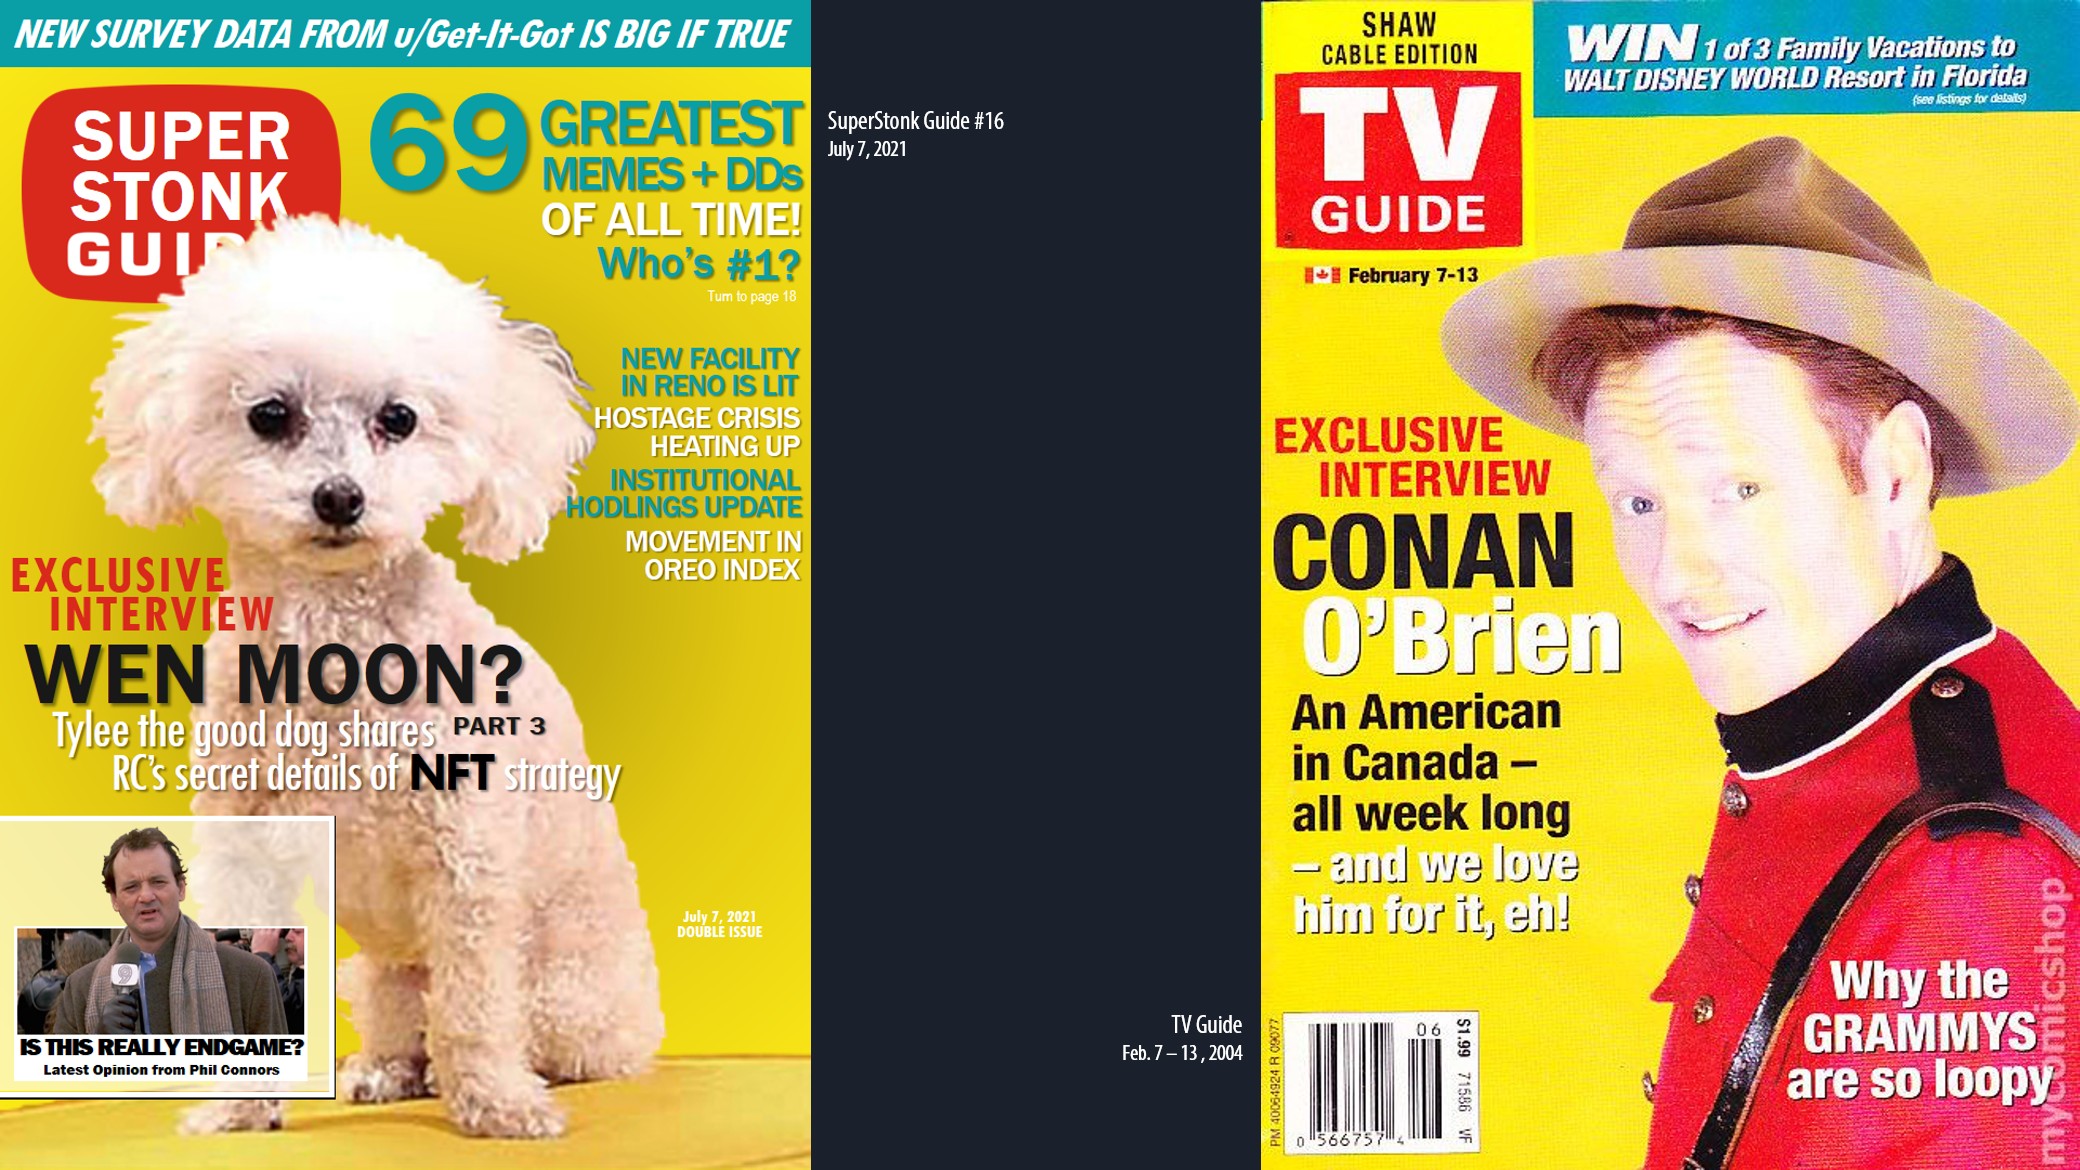 NEW SURVEY DATA FROM u/Get-It-Got IS BIG IF TRUE
SUPER
STONK
GUID
69
GREATEST
MEMES + DDs
OF ALL TIME!
Who's #1?
Turn to page 18
NEW FACILITY
IN RENO IS LIT
HOSTAGE CRISIS
HEATING UP
INSTITUTIONAL
HODLINGS UPDATE
MOVEMENT IN
OREO INDEX
EXCLUSIVE
INTERVIEW
WEN MOON?
Tylee the good dog shares PART 3
RC's secret details of NFT strategy
9
IS THIS REALLY ENDGAME?
Latest Opinion from Phil Connors
July 7, 2021
DOUBLE ISSUE
SuperStonk Guide #16
July 7, 2021
TV Guide
Feb. 7 – 13 , 2004
SHAW
CABLE EDITION
TV
GUIDE
February 7-13
WIN 1 of 3 Family Vacations to
WALT DISNEY WORLD Resort in Florida
(see listings for details)
EXCLUSIVE
INTERVIEW
CONAN
O'Brien
An American
in Canada –
all week long
– and we love
him for it, eh!
Why the
GRAMMYS
are so loopy
PM 40064924 R 09077
0 566757 4
06
$1.99 71586 VF
mycomicshop